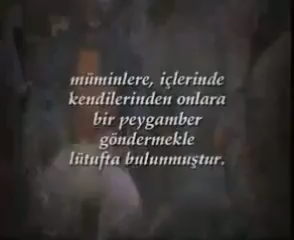 müminlere, içlerinde
kendilerinden onlara
bir peygamber
göndermekle
lütufta bulunmuştur.